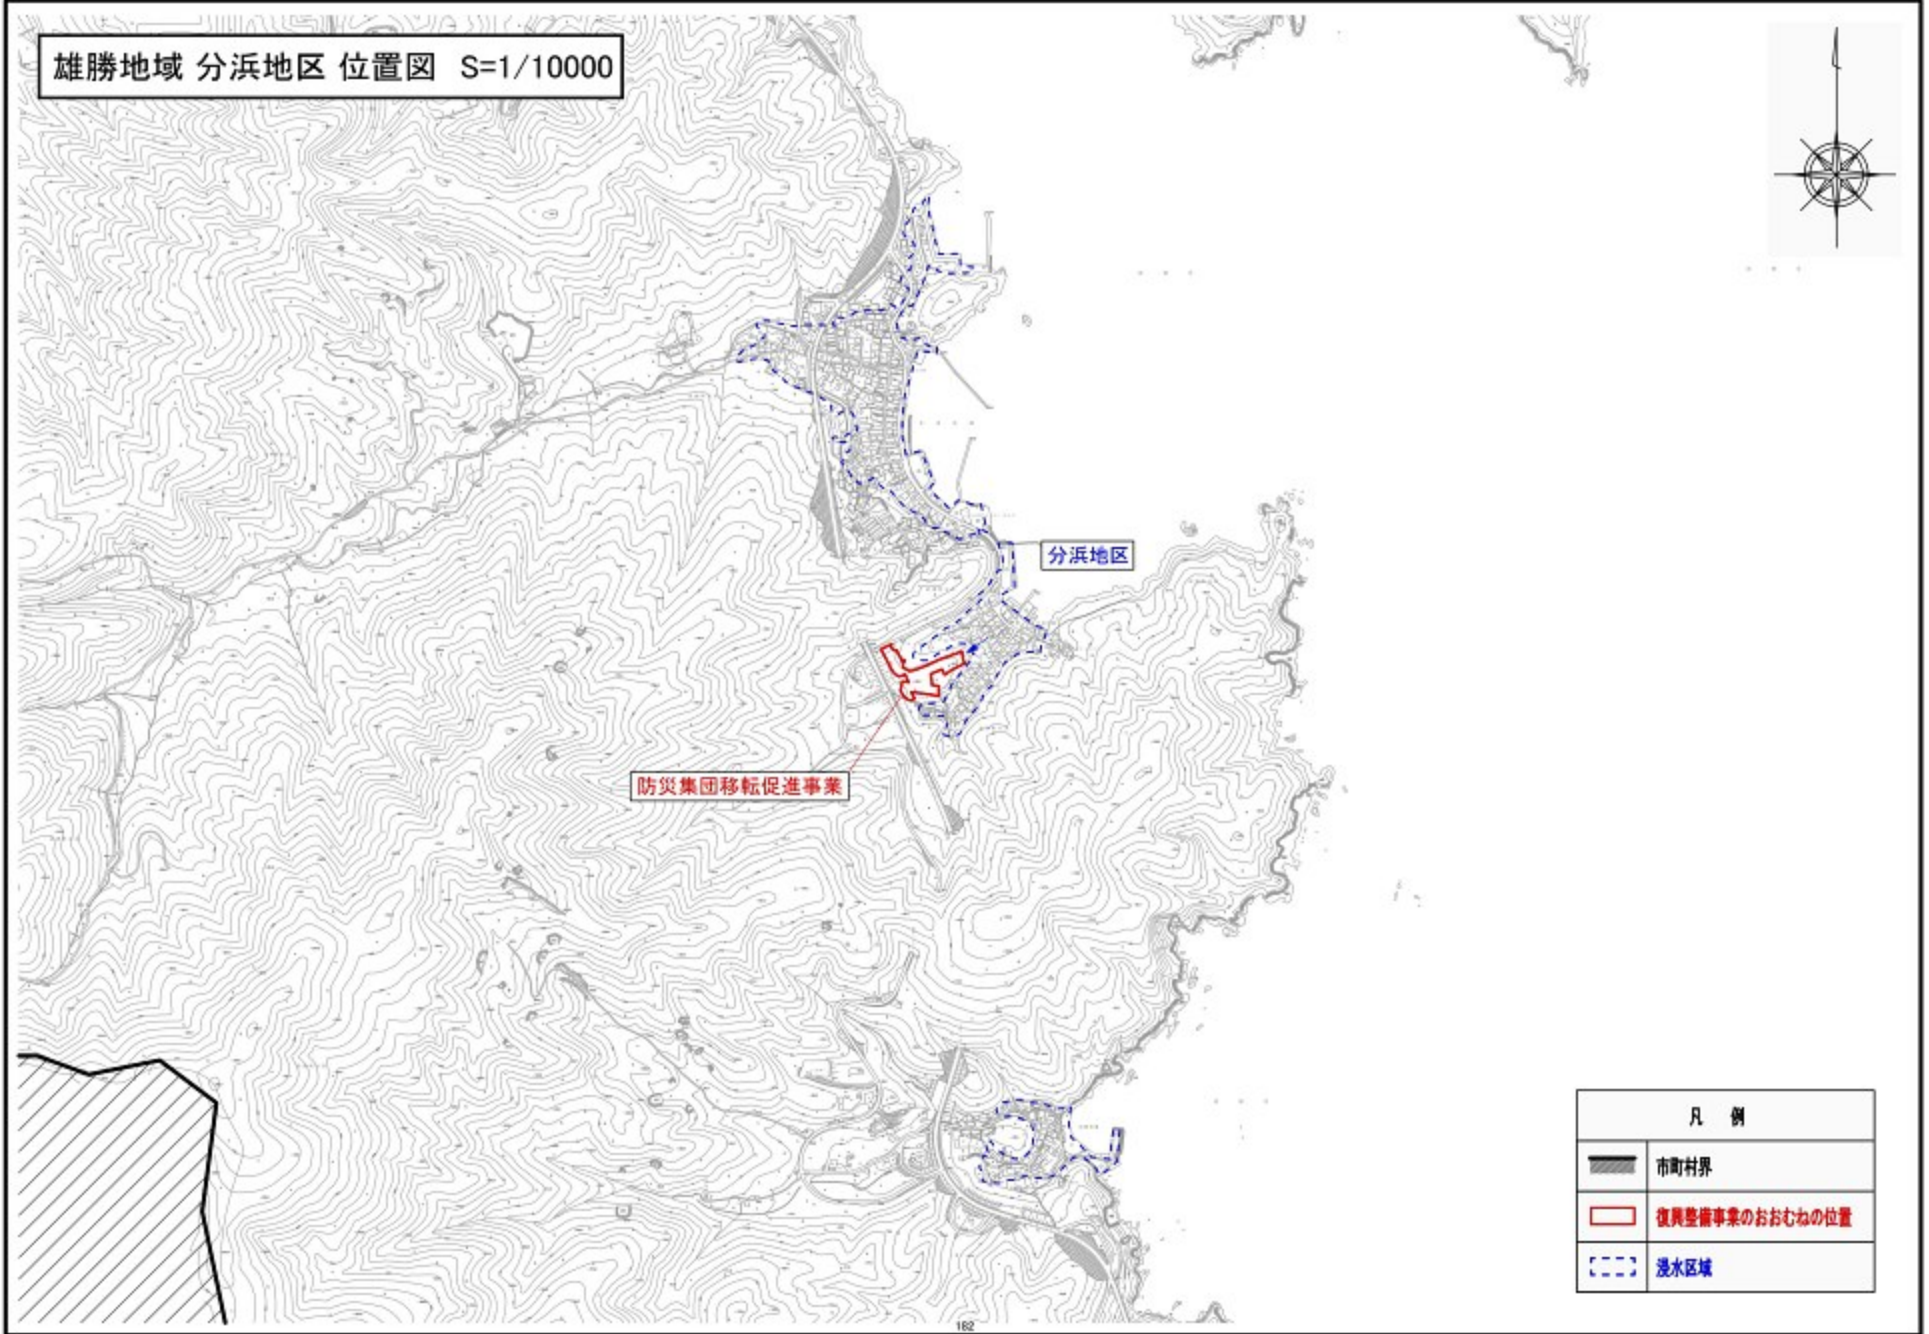 雄勝地域 分浜地区 位置図 S=1/10000
分浜地区
防災集団移転促進事業
凡 例
市町村界
復興整備事業のおおむねの位置
浸水区域
182